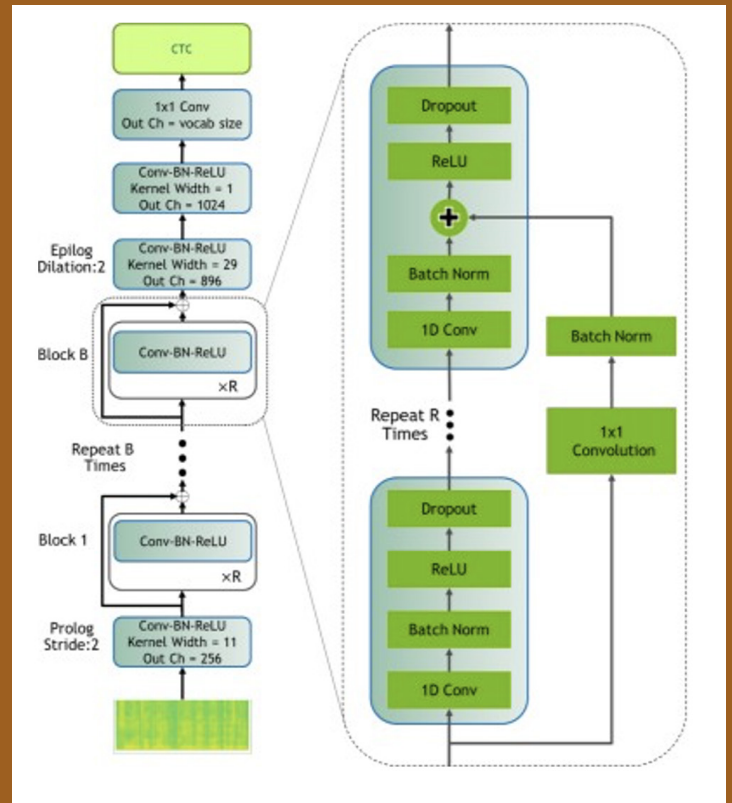 CTC
1x1 Conv
Out Ch = vocab size
Conv-BN-ReLU
Kernel Width = 1
Out Ch = 1024
Epilog
Dilation:2
Conv-BN-ReLU
Kernel Width = 29
Out Ch = 896
Block B
Conv-BN-ReLU
×R
Repeat B
Times
Block 1
Conv-BN-ReLU
×R
Prolog
Stride:2
Conv-BN-ReLU
Kernel Width = 11
Out Ch = 256
Dropout
ReLU
+
Batch Norm
1D Conv
Batch Norm
1x1
Convolution
Repeat R
Times
Dropout
ReLU
Batch Norm
1D Conv